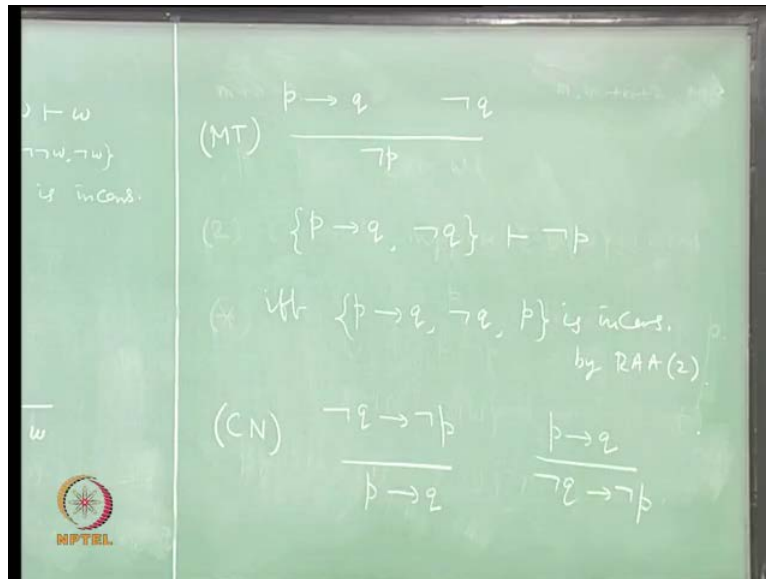 ⊢ w
¬¬w, ¬w}
is incons.
w
p → q   ¬q
(MT)
¬p
{p → q, ¬q} ⊢ ¬p
iff {p → q, ¬q, p} is incons.
by RAA(2).
(CN) ¬q → ¬p   p → q
p → q   ¬q → ¬p
NPTEL